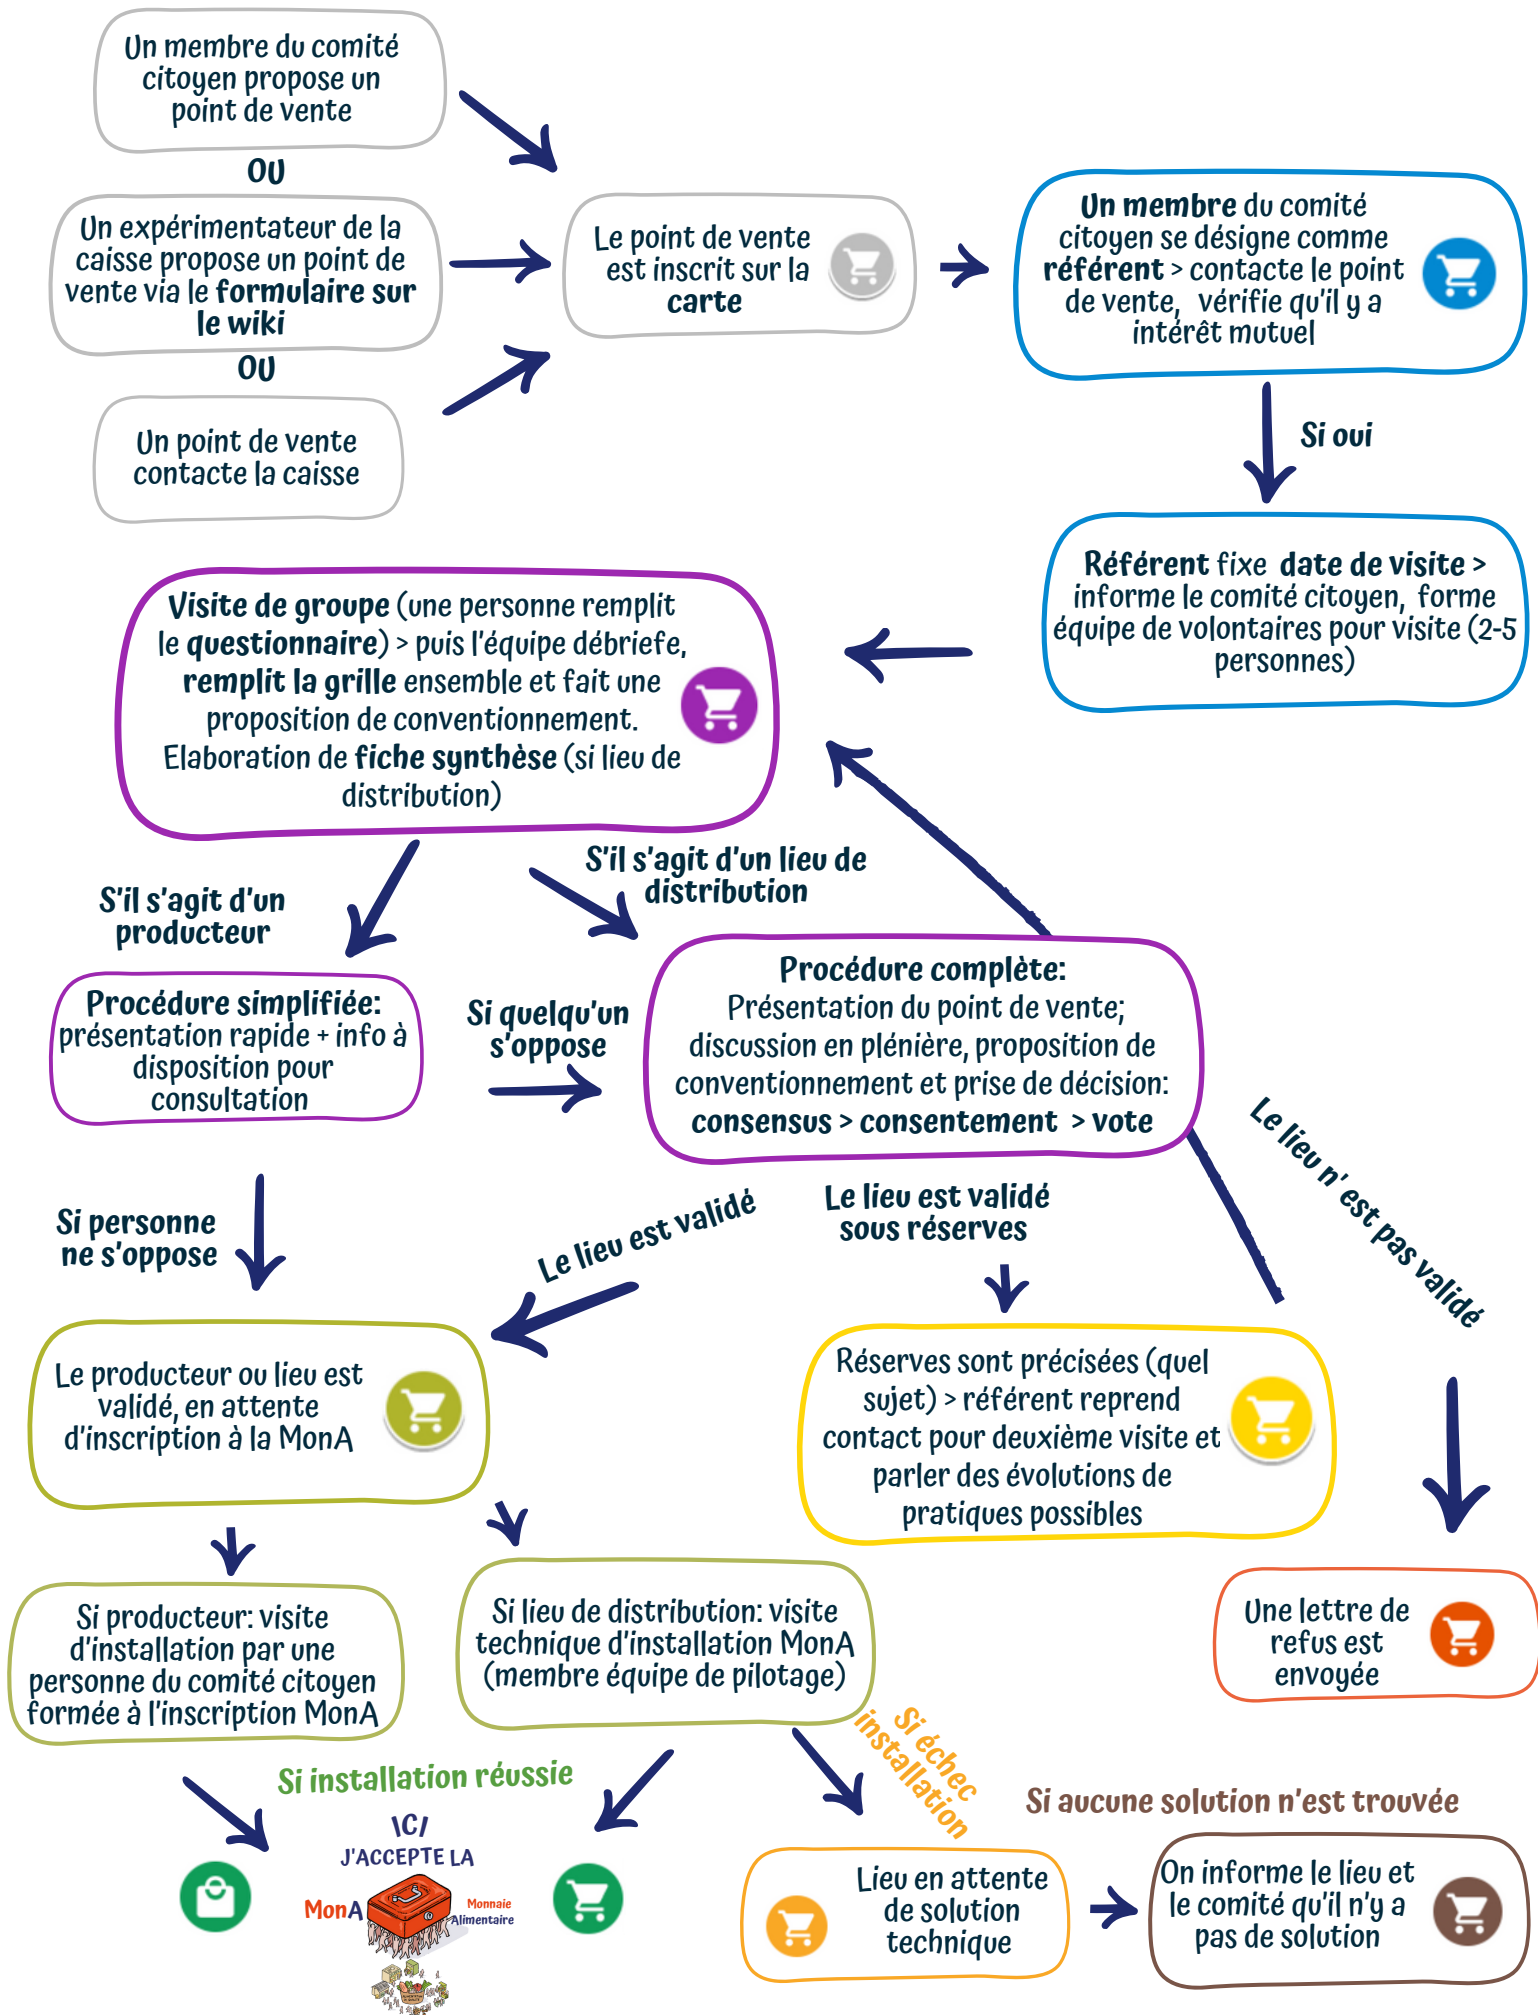 Un membre du comité
citoyen propose un
point de vente
OU
Un expérimentateur de la
caisse propose un point de
vente via le formulaire sur
le wiki
OU
Un point de vente
contacte la caisse
Le point de vente
est inscrit sur la
carte
Un membre du comité
citoyen se désigne comme
référent > contacte le point
de vente, vérifie qu'il y a
intérêt mutuel
Si oui
Référent fixe date de visite >
informe le comité citoyen, forme
équipe de volontaires pour visite (2-5
personnes)
Visite de groupe (une personne remplit
le questionnaire) > puis l'équipe débriefe,
remplit la grille ensemble et fait une
proposition de conventionnement.
Elaboration de fiche synthèse (si lieu de
distribution)
S'il s'agit d'un
producteur
S'il s'agit d'un lieu de
distribution
Procédure simplifiée:
présentation rapide + info à
disposition pour
consultation
Si quelqu'un
s'oppose
Procédure complète:
Présentation du point de vente;
discussion en plénière, proposition de
conventionnement et prise de décision:
consensus > consentement > vote
Si personne
ne s'oppose
Le lieu est validé
Le lieu est validé
sous réserves
Le lieu n'est pas validé
Le producteur ou lieu est
validé, en attente
d'inscription à la MonA
Réserves sont précisées (quel
sujet) > référent reprend
contact pour deuxième visite et
parler des évolutions de
pratiques possibles
Si producteur: visite
d'installation par une
personne du comité citoyen
formée à l'inscription MonA
Si lieu de distribution: visite
technique d'installation MonA
(membre équipe de pilotage)
Une lettre de
refus est
envoyée
Si installation réussie
Si échec
installation
Si aucune solution n'est trouvée
ICI
J'ACCEPTE LA
MonA
Monnaie
Alimentaire
Lieu en attente
de solution
technique
On informe le lieu et
le comité qu'il n'y a
pas de solution